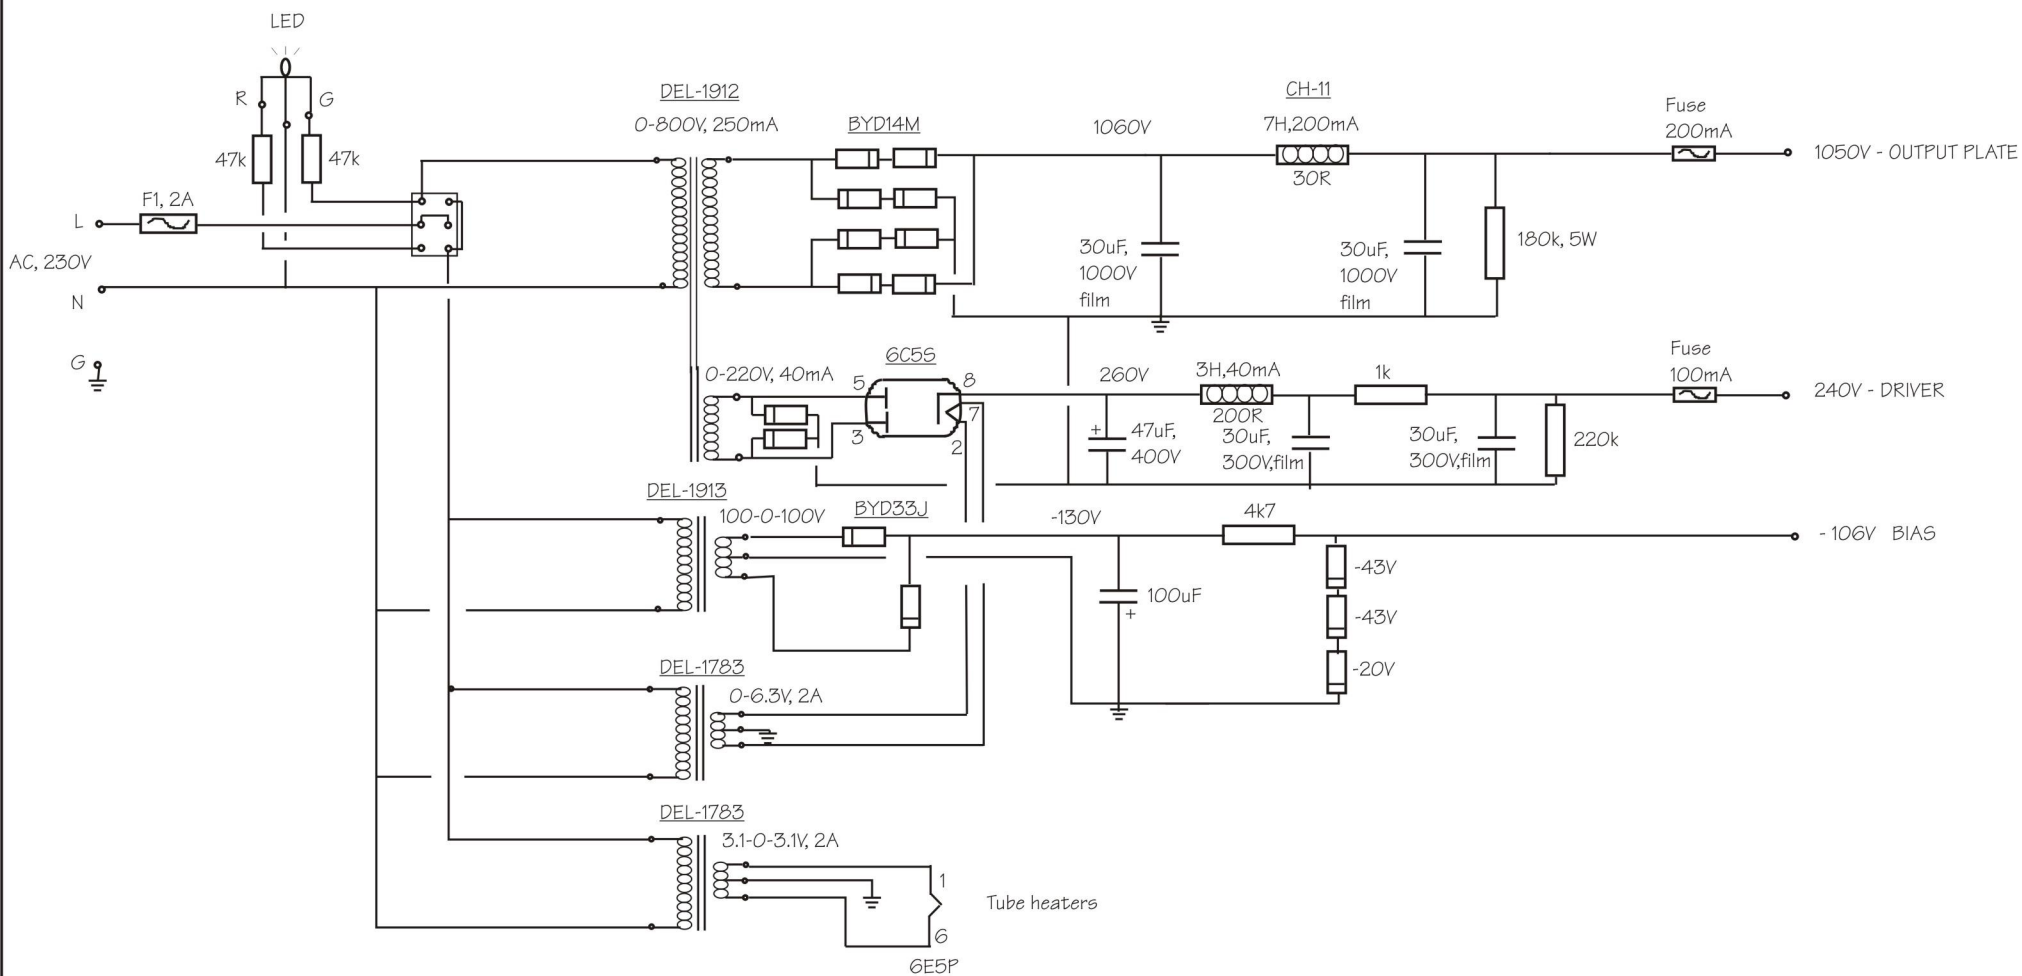 LED
R
G
47k
47k
F1, 2A
L
AC, 230V
N
G
DEL-1912
0-800V, 250mA
BYD14M
1060V
CH-11
7H,200mA
30R
Fuse
200mA
1050V - OUTPUT PLATE
30uF,
1000V
film
30uF,
1000V
film
180k, 5W
0-220V, 40mA
6C5S
5
8
3
7
2
260V
3H,40mA
200R
1k
Fuse
100mA
240V - DRIVER
+
47uF,
400V
30uF,
300V,film
30uF,
300V,film
220k
DEL-1913
100-0-100V
BYD33J
-130V
4k7
- 106V BIAS
100uF
+
-43V
-43V
-20V
DEL-1783
0-6.3V, 2A
DEL-1783
3.1-0-3.1V, 2A
1
6
Tube heaters
6E5P